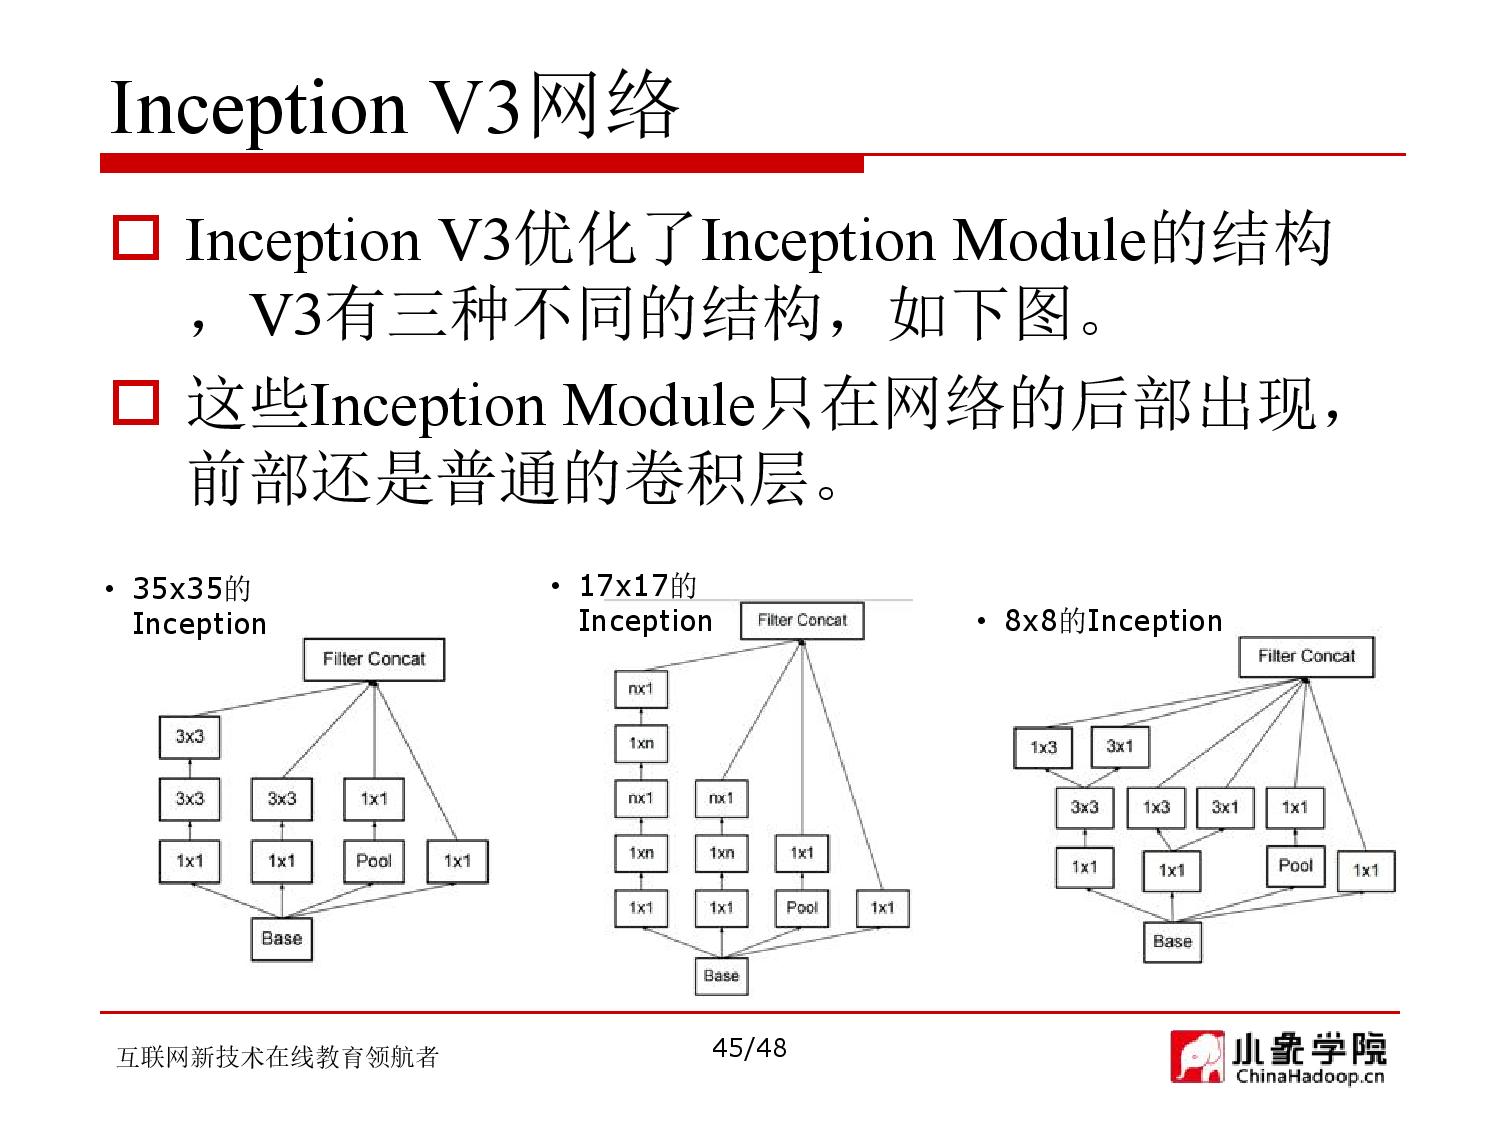 Inception V3网络
Inception V3优化了Inception Module的结构
，V3有三种不同的结构，如下图。
这些Inception Module只在网络的后部出现，
前部还是普通的卷积层。
• 35x35的
Inception
Filter Concat
3x3
3x3 3x3 1x1
1x1 1x1 Pool 1x1
Base
• 17x17的
Inception
Filter Concat
nx1
1xn
nx1 nx1
1xn 1xn 1x1
1x1 1x1 Pool 1x1
Base
• 8x8的Inception
Filter Concat
1x3 3x1
3x3 1x3 3x1 1x1
1x1 1x1 Pool 1x1
Base
互联网新技术在线教育领航者
45/48
小象学院
ChinaHadoop.cn